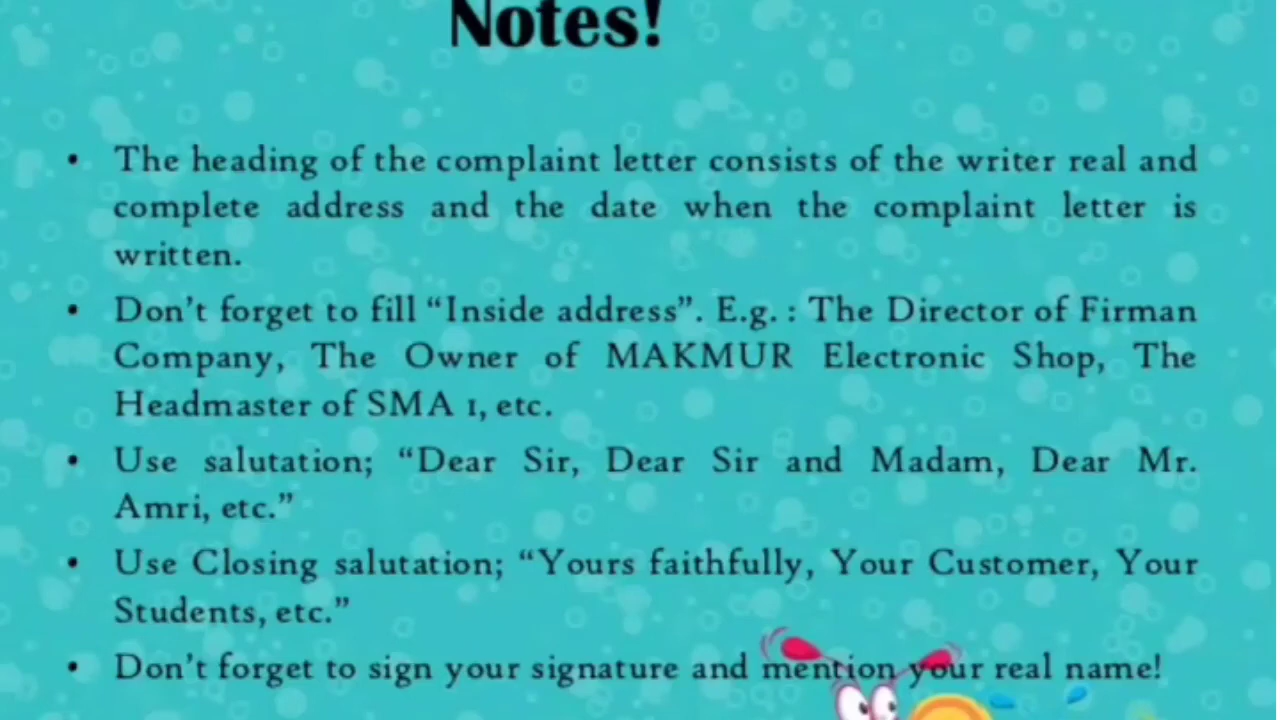 Notes!
• The heading of the complaint letter consists of the writer real and
complete address and the date when the complaint letter is
written.
• Don't forget to fill “Inside address”. E.g. : The Director of Firman
Company, The Owner of MAKMUR Electronic Shop, The
Headmaster of SMA 1, etc.
• Use salutation; “Dear Sir, Dear Sir and Madam, Dear Mr.
Amri, etc.”
• Use Closing salutation; “Yours faithfully, Your Customer, Your
Students, etc.”
• Don't forget to sign your signature and mention your real name!